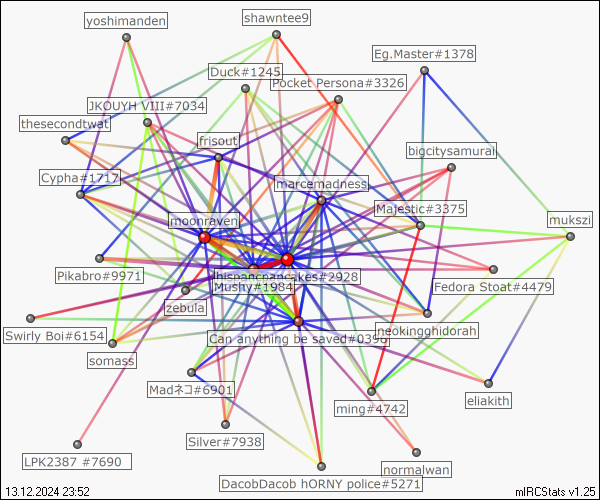 yoshimanden
shawntee9
Eg.Master#1378
Duck#1245
Pocket Persona#3326
JKOUYH VIII#7034
thesecondtwat
frisout
bigcitysamurai
Cypha#1717
marcemadness
Majestic#3375
moonraven
mukszi
Pikabro#9971
hispancpancakes#2928
Mushy#1984
Fedora Stoat#4479
zebula
neokingghidorah
Swirly Boi#6154
Can anything be saved#0398
somass
Madネコ#6901
eliakith
ming#4742
Silver#7938
LPK2387 #7690
normalwan
DacobDacob hORNY police#5271
13.12.2024 23:52
mIRCStats v1.25